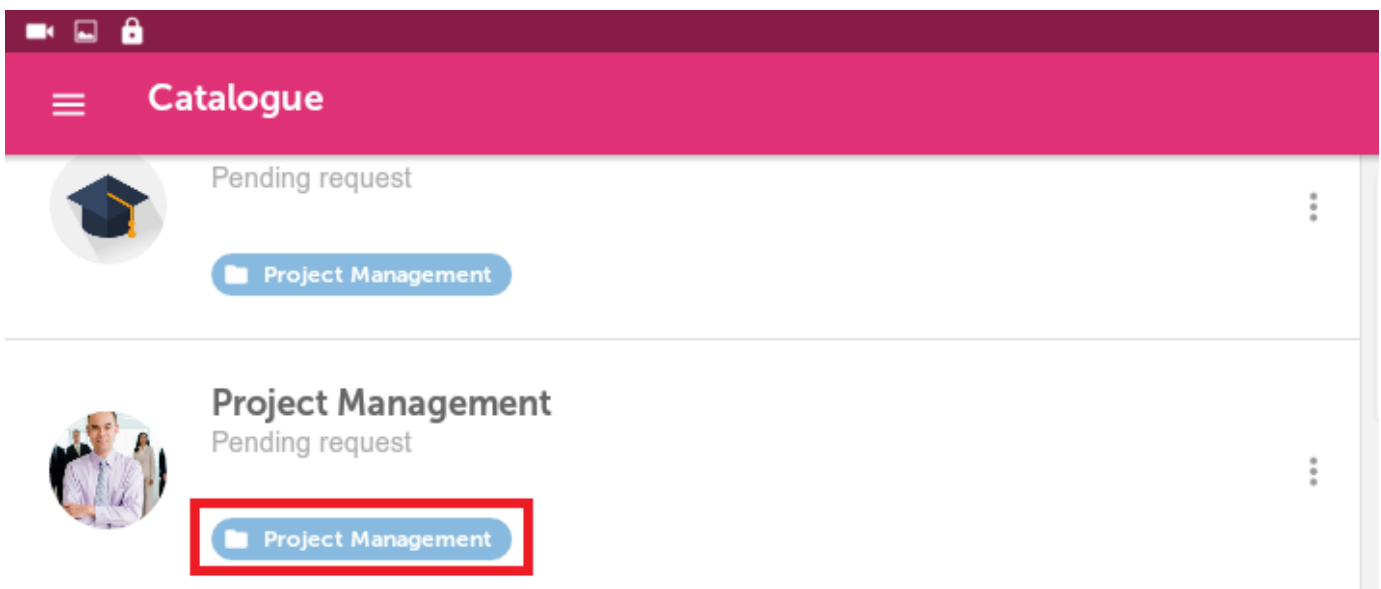 Catalogue
Pending request
Project Management
Project Management
Pending request
Project Management